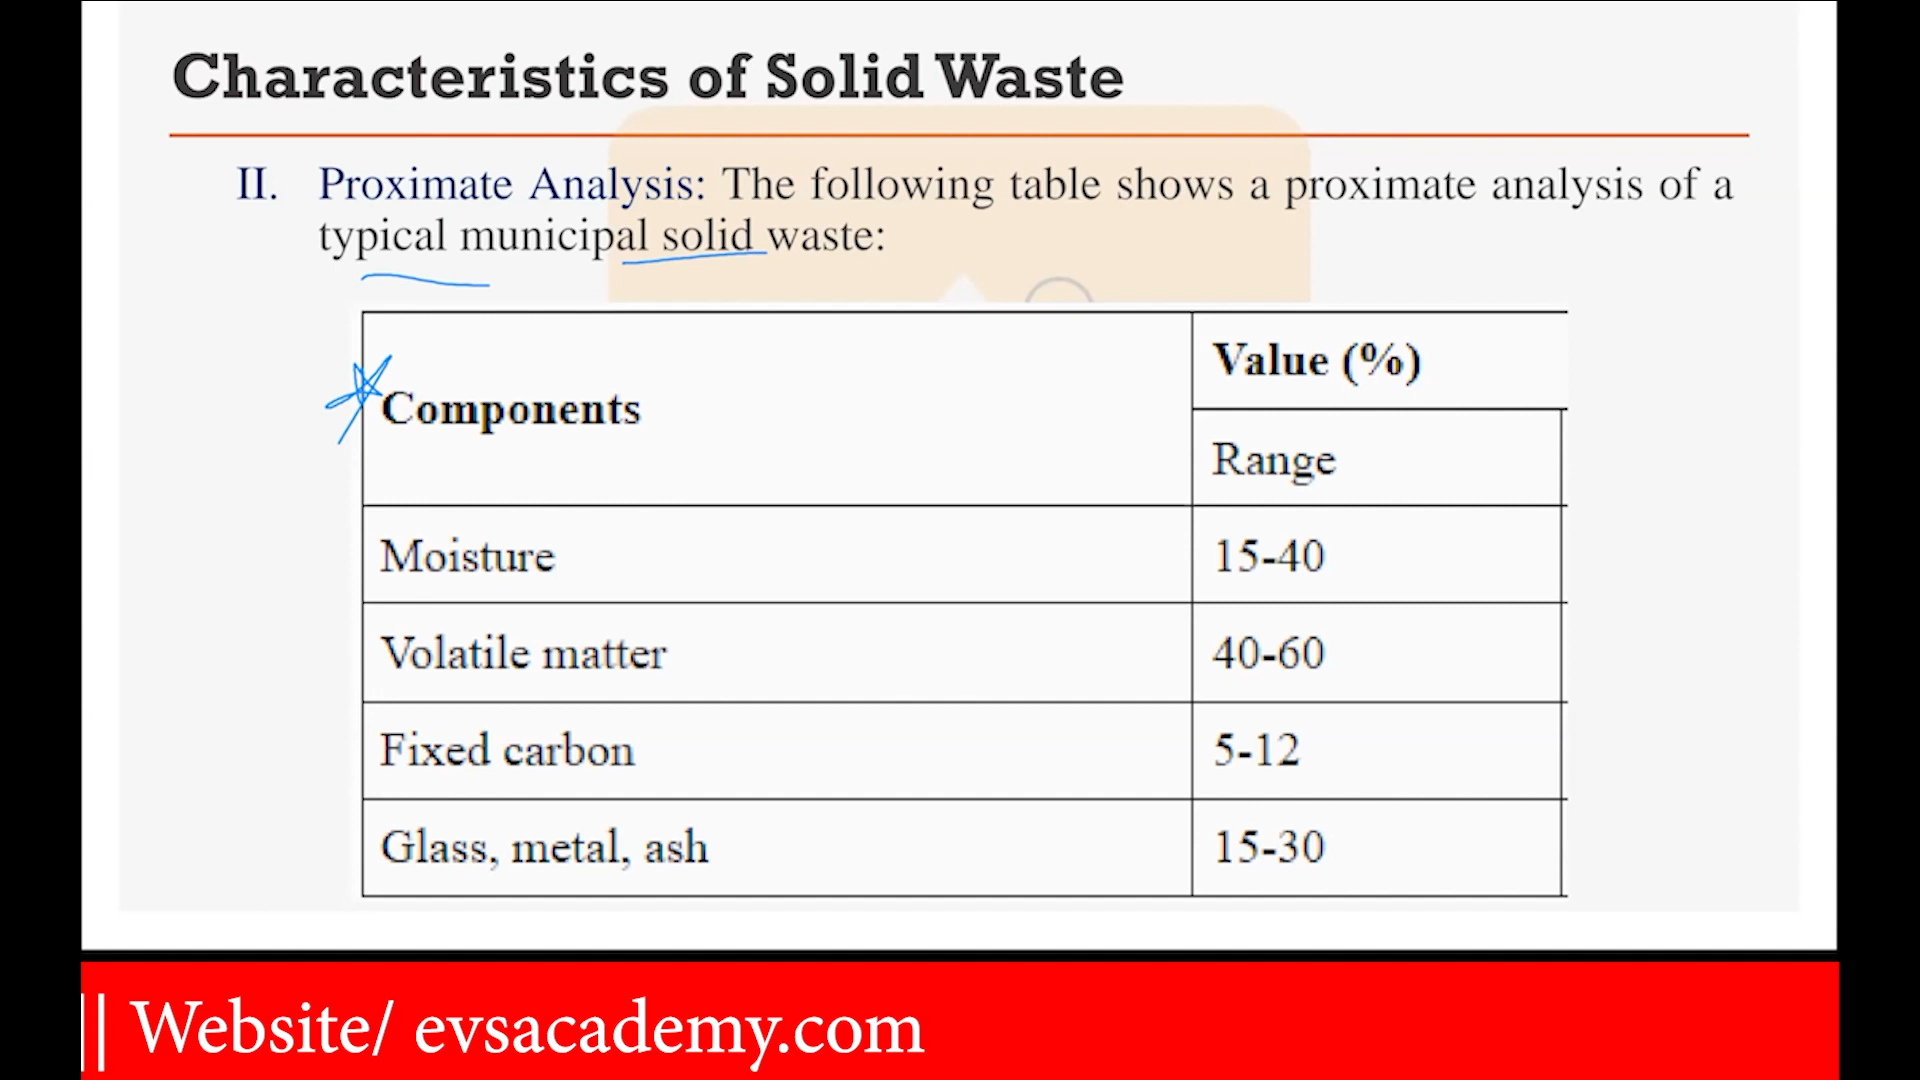 Characteristics of Solid Waste
II. Proximate Analysis: The following table shows a proximate analysis of a
typical municipal solid waste:
Components
Value (%)
Range
Moisture 15-40
Volatile matter 40-60
Fixed carbon 5-12
Glass, metal, ash 15-30
|| Website/ evsacademy.com